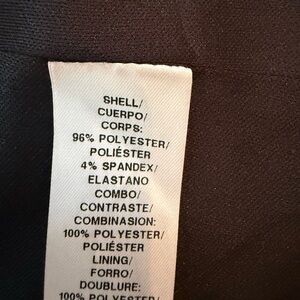 SHELL/
CUERPO/
CORPS:
96% POLYESTER/
POLIÉSTER
4% SPANDEX/
ELASTANO
COMBO/
CONTRASTE/
COMBINASION:
100% POLYESTER/
POLIÉSTER
LINING/
FORRO/
DOUBLURE:
100% POLYESTER/